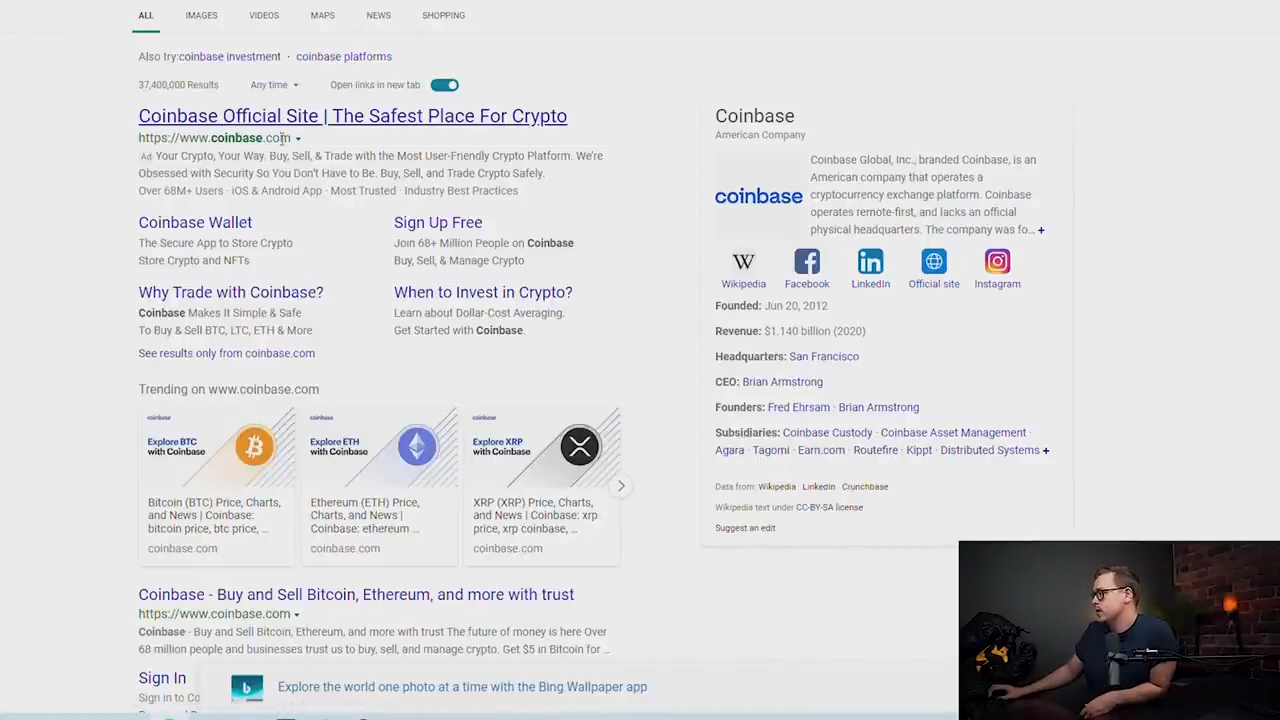 ALL IMAGES VIDEOS MAPS NEWS SHOPPING
Also try: coinbase investment · coinbase platforms
37,400,000 Results Any time Open links in new tab
Coinbase Official Site | The Safest Place For Crypto
https://www.coinbase.com
Ad Your Crypto, Your Way. Buy, Sell, & Trade with the Most User-Friendly Crypto Platform. We're
Obsessed with Security So You Don't Have to Be. Buy, Sell, and Trade Crypto Safely.
Over 68M+ Users · iOS & Android App · Most Trusted · Industry Best Practices
Coinbase Wallet
The Secure App to Store Crypto
Store Crypto and NFTs
Sign Up Free
Join 68+ Million People on Coinbase
Buy, Sell, & Manage Crypto
Why Trade with Coinbase?
Coinbase Makes It Simple & Safe
To Buy & Sell BTC, LTC, ETH & More
When to Invest in Crypto?
Learn about Dollar-Cost Averaging.
Get Started with Coinbase.
See results only from coinbase.com
Trending on www.coinbase.com
coinbase
Explore BTC
with Coinbase
Bitcoin (BTC) Price, Charts,
and News | Coinbase:
bitcoin price, btc price, ...
coinbase.com
coinbase
Explore ETH
with Coinbase
Ethereum (ETH) Price,
Charts, and News |
Coinbase: ethereum ...
coinbase.com
coinbase
Explore XRP
with Coinbase
XRP (XRP) Price, Charts,
and News | Coinbase: xrp
price, xrp coinbase, ...
coinbase.com
Coinbase - Buy and Sell Bitcoin, Ethereum, and more with trust
https://www.coinbase.com
Coinbase - Buy and Sell Bitcoin, Ethereum, and more with trust The future of money is here Over
68 million people and businesses trust us to buy, sell, and manage crypto. Get $5 in Bitcoin for ...
Sign In
Sign in to Co
b
Explore the world one photo at a time with the Bing Wallpaper app
Coinbase
American Company
coinbase
Coinbase Global, Inc., branded Coinbase, is an
American company that operates a
cryptocurrency exchange platform. Coinbase
operates remote-first, and lacks an official
physical headquarters. The company was fo... +
W
Wikipedia Facebook LinkedIn Official site Instagram
Founded: Jun 20, 2012
Revenue: $1.140 billion (2020)
Headquarters: San Francisco
CEO: Brian Armstrong
Founders: Fred Ehrsam · Brian Armstrong
Subsidiaries: Coinbase Custody · Coinbase Asset Management ·
Agara · Tagomi · Earn.com · Routefire · Kippt · Distributed Systems +
Data from: Wikipedia LinkedIn Crunchbase
Wikipedia text under CC-BY-SA license
Suggest an edit